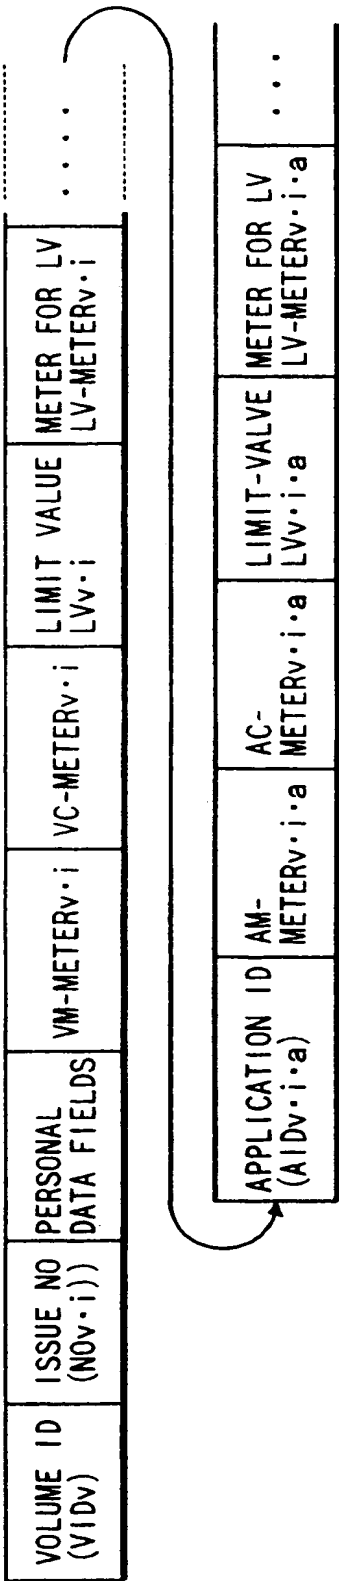 VOLUME ID
(VIDv)
ISSUE NO
(NOv·i))
PERSONAL
DATA FIELDS
VM-METERv·i
VC-METERv·i
LIMIT VALUE
LVv·i
METER FOR LV
LV-METERv·i
· · · ·
APPLICATION ID
(AIDv·i·a)
AM-
METERv·i·a
AC-
METERv·i·a
LIMIT-VALVE
LVv·i·a
METER FOR LV
LV-METERv·i·a
· · ·